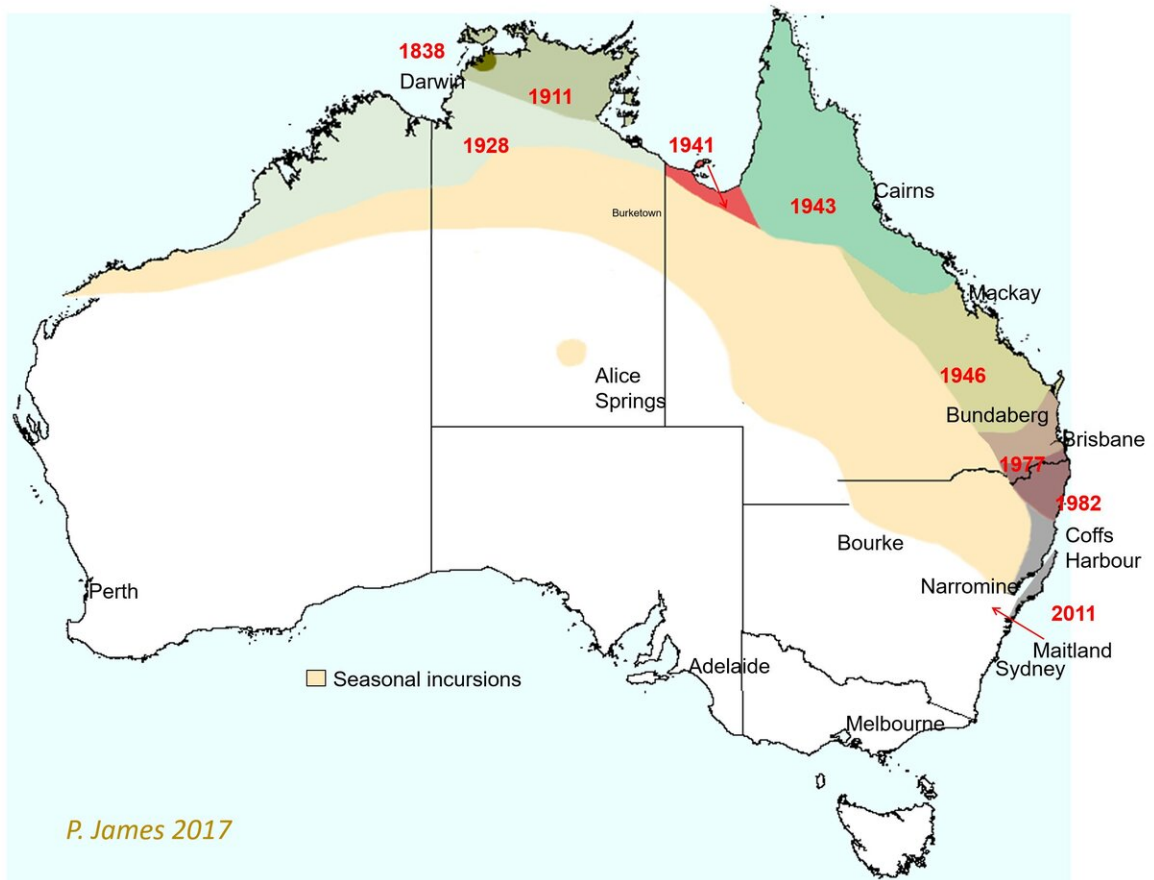 1838
Darwin
1911
1928
1941
Cairns
1943
Burketown
Mackay
1946
Alice
Springs
Bundaberg
Brisbane
1977
1982
Bourke
Coffs
Harbour
Narromine
Perth
2011
Maitland
Sydney
Adelaide
Seasonal incursions
Melbourne
P. James 2017